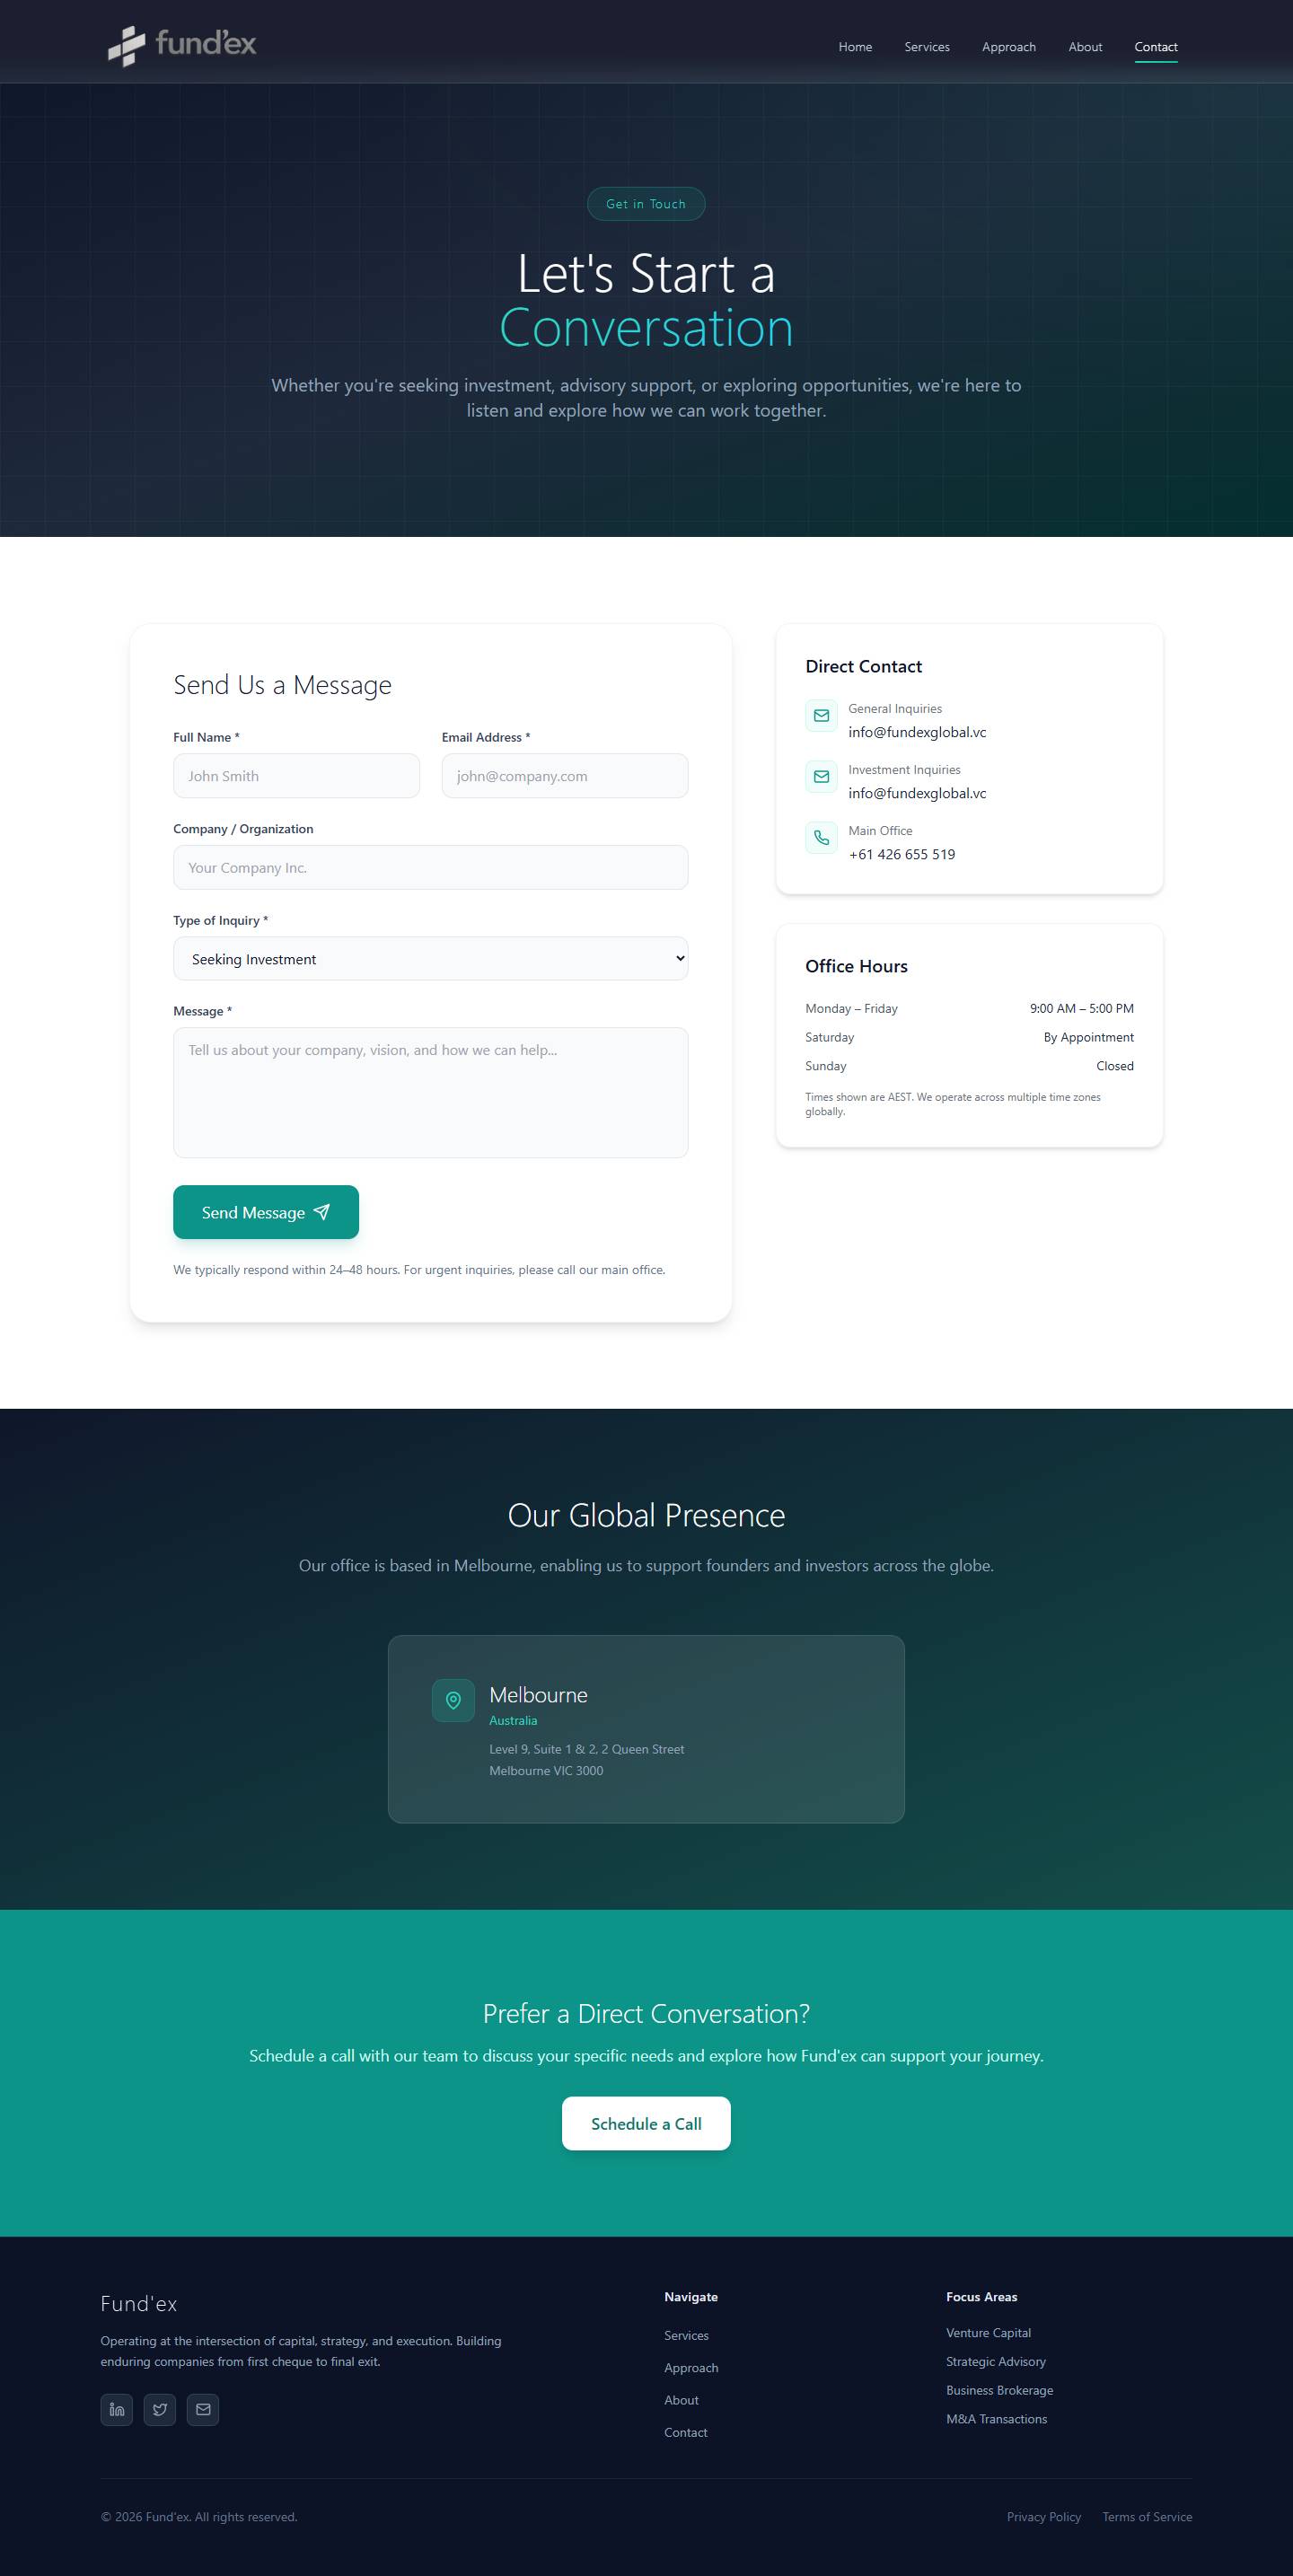 fund'ex
Home
Services
Approach
About
Contact
Get in Touch
Let's Start a
Conversation
Whether you're seeking investment, advisory support, or exploring opportunities, we're here to
listen and explore how we can work together.
Send Us a Message
Full Name *
Email Address *
John Smith
john@company.com
Company / Organization
Your Company Inc.
Type of Inquiry *
Seeking Investment
Message *
Tell us about your company, vision, and how we can help...
Send Message
We typically respond within 24–48 hours. For urgent inquiries, please call our main office.
Direct Contact
General Inquiries
info@fundexglobal.vc
Investment Inquiries
info@fundexglobal.vc
Main Office
+61 426 655 519
Office Hours
Monday – Friday
9:00 AM – 5:00 PM
Saturday
By Appointment
Sunday
Closed
Times shown are AEST. We operate across multiple time zones
globally.
Our Global Presence
Our office is based in Melbourne, enabling us to support founders and investors across the globe.
Melbourne
Australia
Level 9, Suite 1 & 2, 2 Queen Street
Melbourne VIC 3000
Prefer a Direct Conversation?
Schedule a call with our team to discuss your specific needs and explore how Fund'ex can support your journey.
Schedule a Call
Fund'ex
Operating at the intersection of capital, strategy, and execution. Building
enduring companies from first cheque to final exit.
Navigate
Services
Approach
About
Contact
Focus Areas
Venture Capital
Strategic Advisory
Business Brokerage
M&A Transactions
© 2026 Fund'ex. All rights reserved.
Privacy Policy
Terms of Service